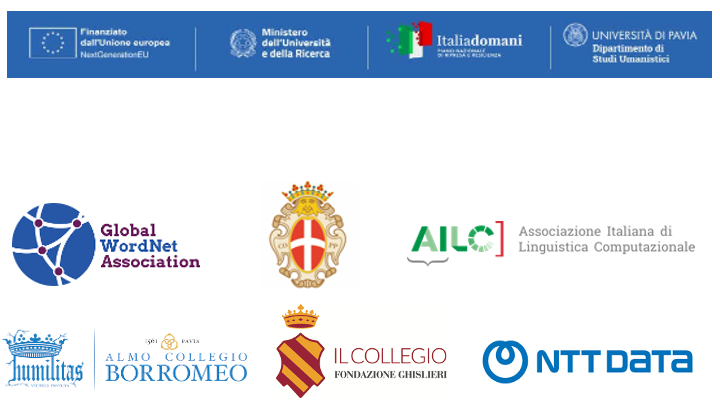 Finanziato
dall'Unione europea
NextGenerationEU
Ministero
dell'Università
e della Ricerca
Italiadomani
PIANO NAZIONALE
DI RIPRESA E RESILIENZA
UNIVERSITÀ DI PAVIA
Dipartimento di
Studi Umanistici
Global
WordNet
Association
CO PP
AILC
Associazione Italiana di
Linguistica Computazionale
humilitas
1561 PAVIA
ALMO COLLEGIO
BORROMEO
IL COLLEGIO
FONDAZIONE GHISLIERI
NTT DATA